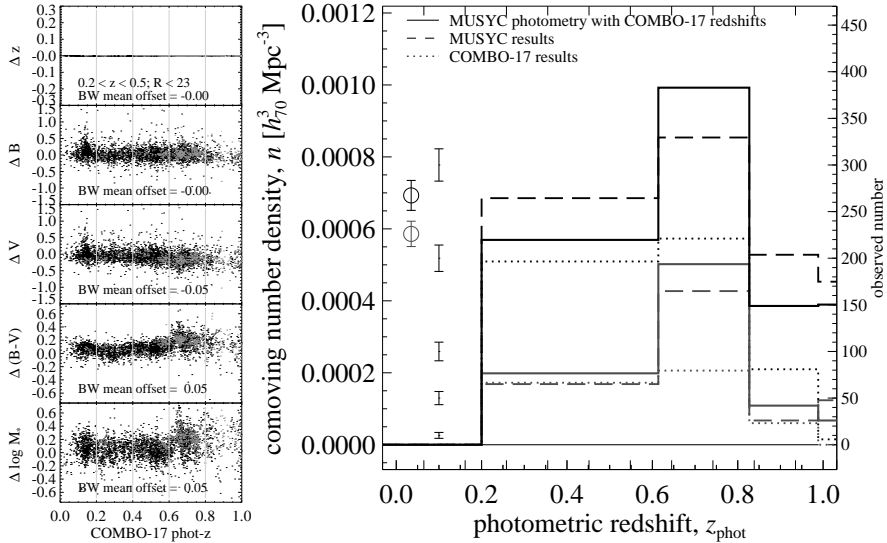 0.3
0.2
0.1
-0.0
-0.1
-0.2
-0.3
Δ z
0.2 < z < 0.5; R < 23
BW mean offset = -0.00
1.5
1.0
0.5
0.0
-0.5
-1.0
-1.5
Δ B
BW mean offset = -0.00
1.0
0.5
0.0
-0.5
-1.0
-1.5
Δ V
BW mean offset = -0.05
0.6
0.4
0.2
0.0
-0.2
-0.4
-0.6
Δ (B-V)
BW mean offset = 0.05
0.6
0.4
0.2
0.0
-0.2
-0.4
-0.6
Δ log M*
BW mean offset = 0.05
0.0 0.2 0.4 0.6 0.8 1.0
COMBO-17 phot-z
0.0012
0.0010
0.0008
0.0006
0.0004
0.0002
0.0000
comoving number density, n [h³₇₀ Mpc⁻³]
MUSYC photometry with COMBO-17 redshifts
MUSYC results
COMBO-17 results
450
400
350
300
250
200
150
100
50
0
observed number
0.0 0.2 0.4 0.6 0.8 1.0
photometric redshift, z_phot